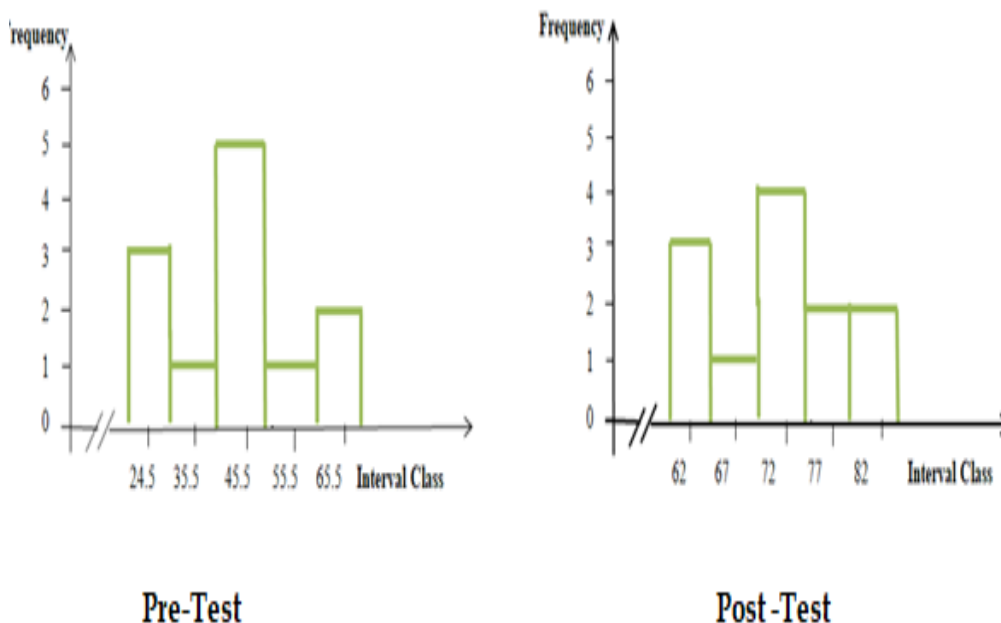 requency
6
5
4
3
2
1
0
24.5 35.5 45.5 55.5 65.5 Interval Class
Pre-Test
Frequency
6
5
4
3
2
1
0
62 67 72 77 82 Interval Class
Post -Test